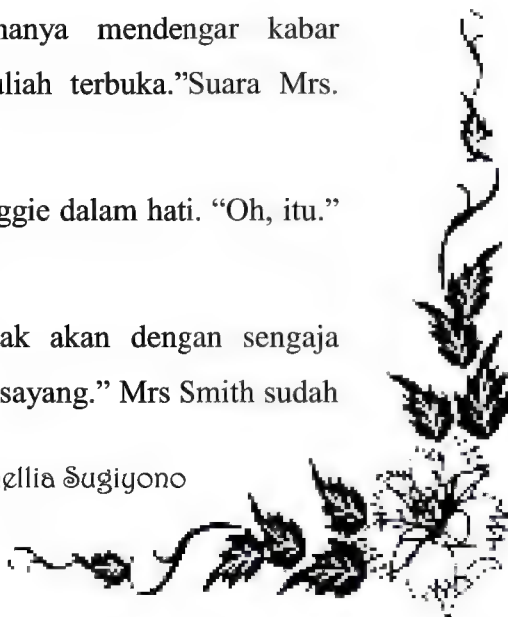 hanya mendengar kabar
uliah terbuka.”Suara Mrs.
ggie dalam hati. “Oh, itu.”
ak akan dengan sengaja
sayang.” Mrs Smith sudah
ellia Sugiyono